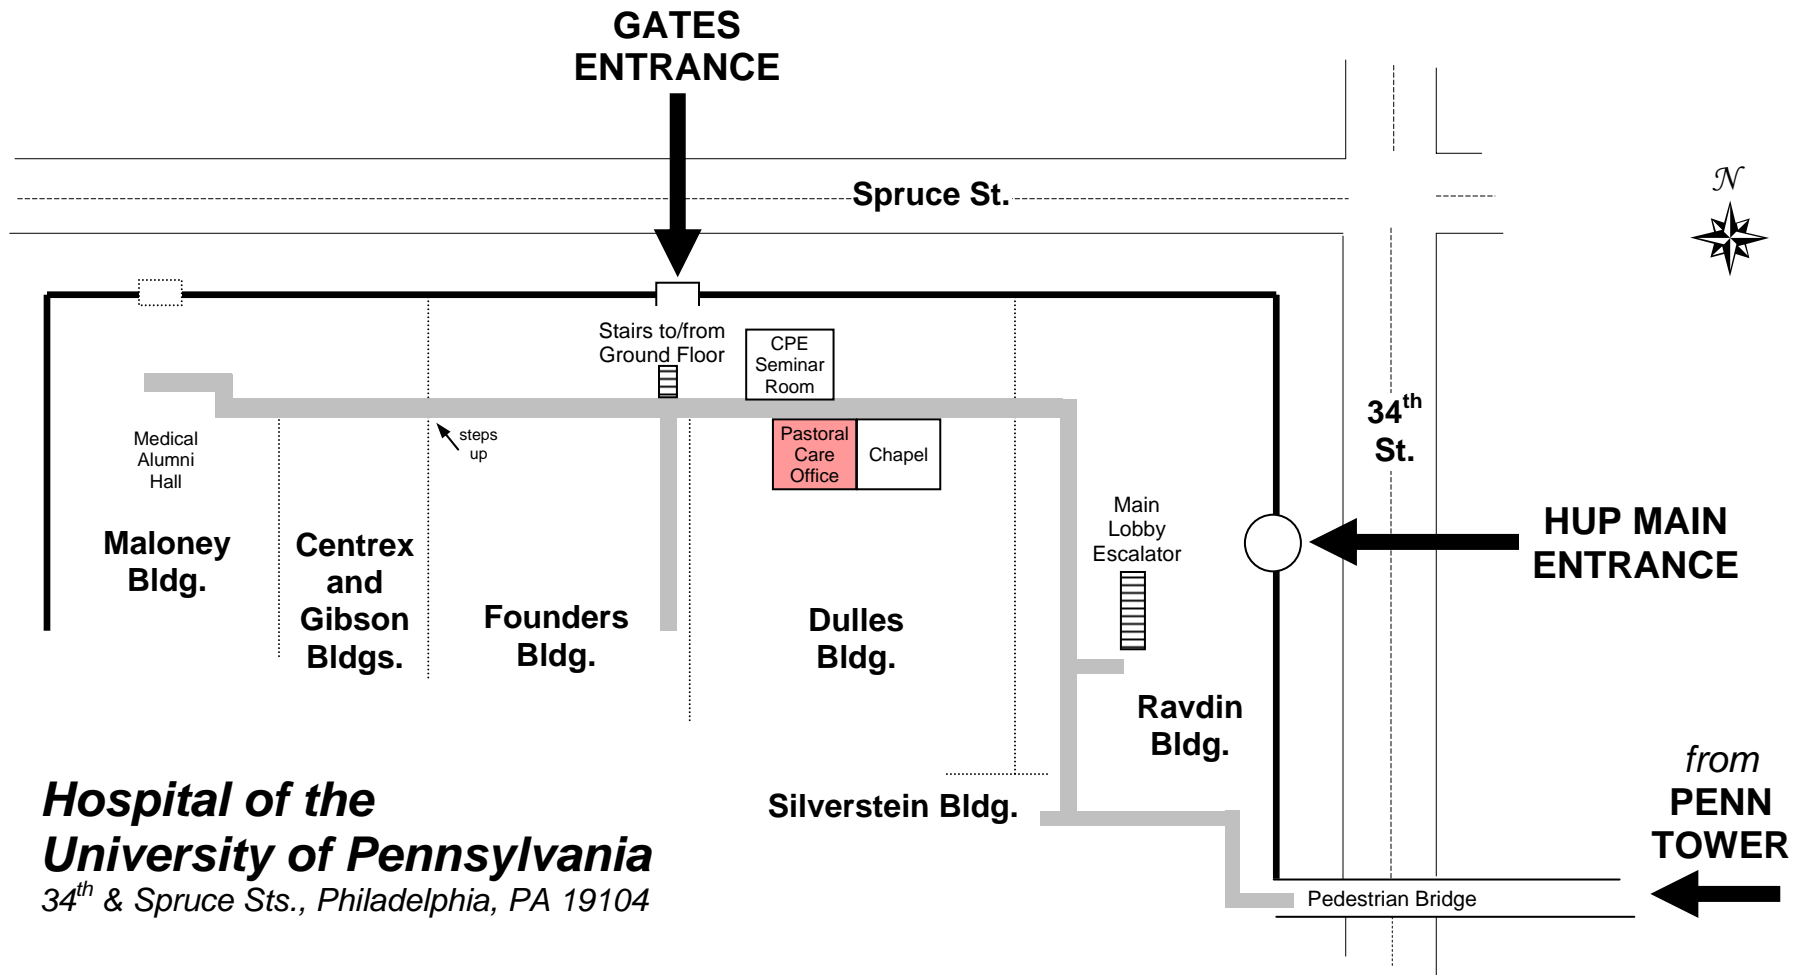 GATES
ENTRANCE
Spruce St.
N
Stairs to/from
Ground Floor
CPE
Seminar
Room
34th
St.
steps
up
Medical
Alumni
Hall
Pastoral
Care
Office
Chapel
Main
Lobby
Escalator
HUP MAIN
ENTRANCE
Maloney
Bldg.
Centrex
and
Gibson
Bldgs.
Founders
Bldg.
Dulles
Bldg.
Ravdin
Bldg.
Silverstein Bldg.
from
PENN
TOWER
Hospital of the
University of Pennsylvania
34th & Spruce Sts., Philadelphia, PA 19104
Pedestrian Bridge